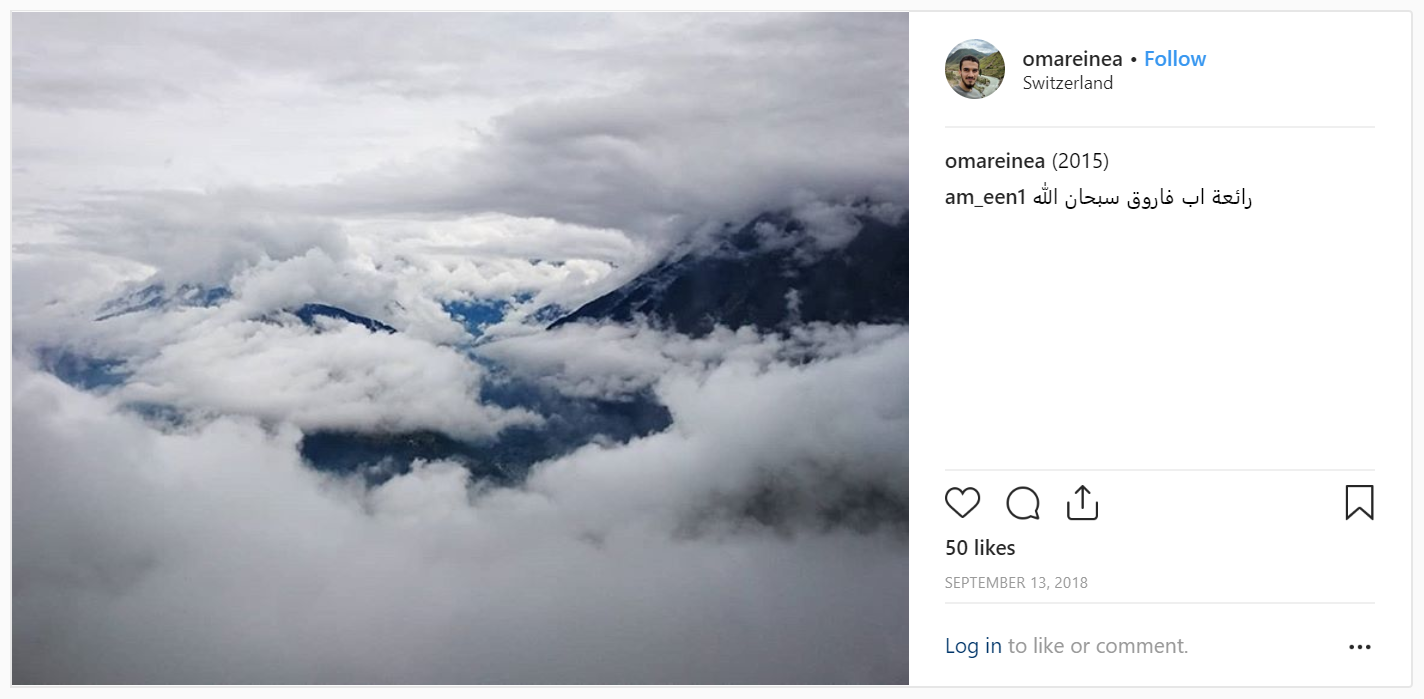 omareinea • Follow
Switzerland
omareinea (2015)
am_een1 رائعة اب فاروق سبحان الله
50 likes
SEPTEMBER 13, 2018
Log in to like or comment.